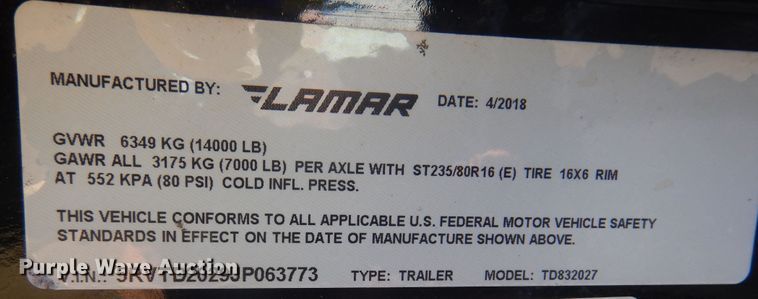 MANUFACTURED BY: LAMAR DATE: 4/2018
GVWR 6349 KG (14000 LB)
GAWR ALL 3175 KG (7000 LB) PER AXLE WITH ST235/80R16 (E) TIRE 16X6 RIM
AT 552 KPA (80 PSI) COLD INFL. PRESS.
THIS VEHICLE CONFORMS TO ALL APPLICABLE U.S. FEDERAL MOTOR VEHICLE SAFETY
STANDARDS IN EFFECT ON THE DATE OF MANUFACTURE SHOWN ABOVE.
Purple Wave Auction
V.I.N.: TYPE: TRAILER MODEL: TD832027